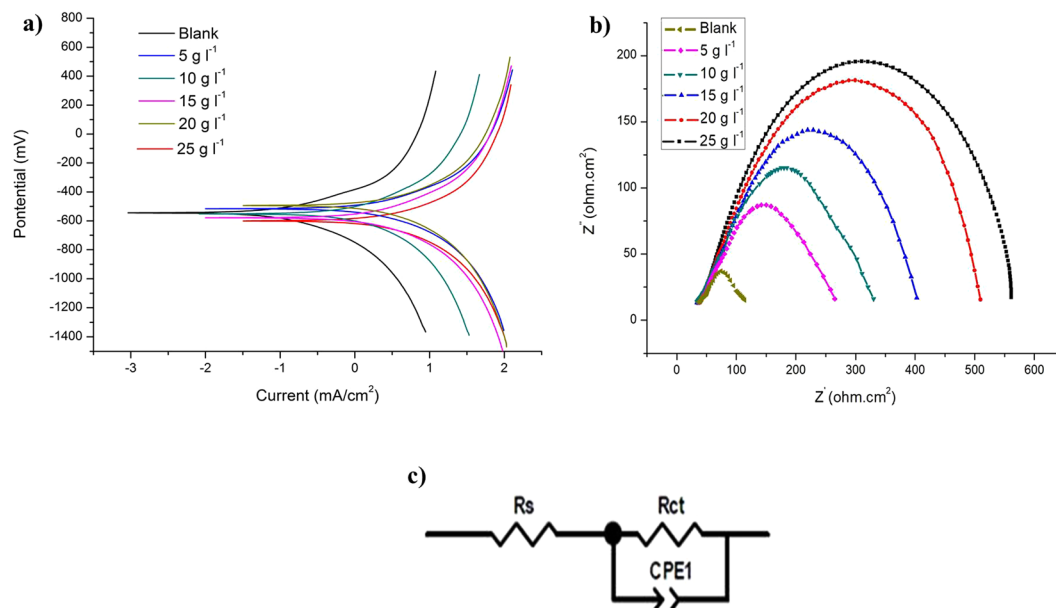 a)
800
600
400
200
0
-200
-400
-600
-800
-1000
-1200
-1400
Pontential (mV)
Blank
5 g l⁻¹
10 g l⁻¹
15 g l⁻¹
20 g l⁻¹
25 g l⁻¹
-3 -2 -1 0 1 2
Current (mA/cm²)
b)
Blank
5 g l⁻¹
10 g l⁻¹
15 g l⁻¹
20 g l⁻¹
25 g l⁻¹
200
150
100
50
0
Z'' (ohm.cm²)
0 100 200 300 400 500 600
Z' (ohm.cm²)
c)
Rs Rct
CPE1